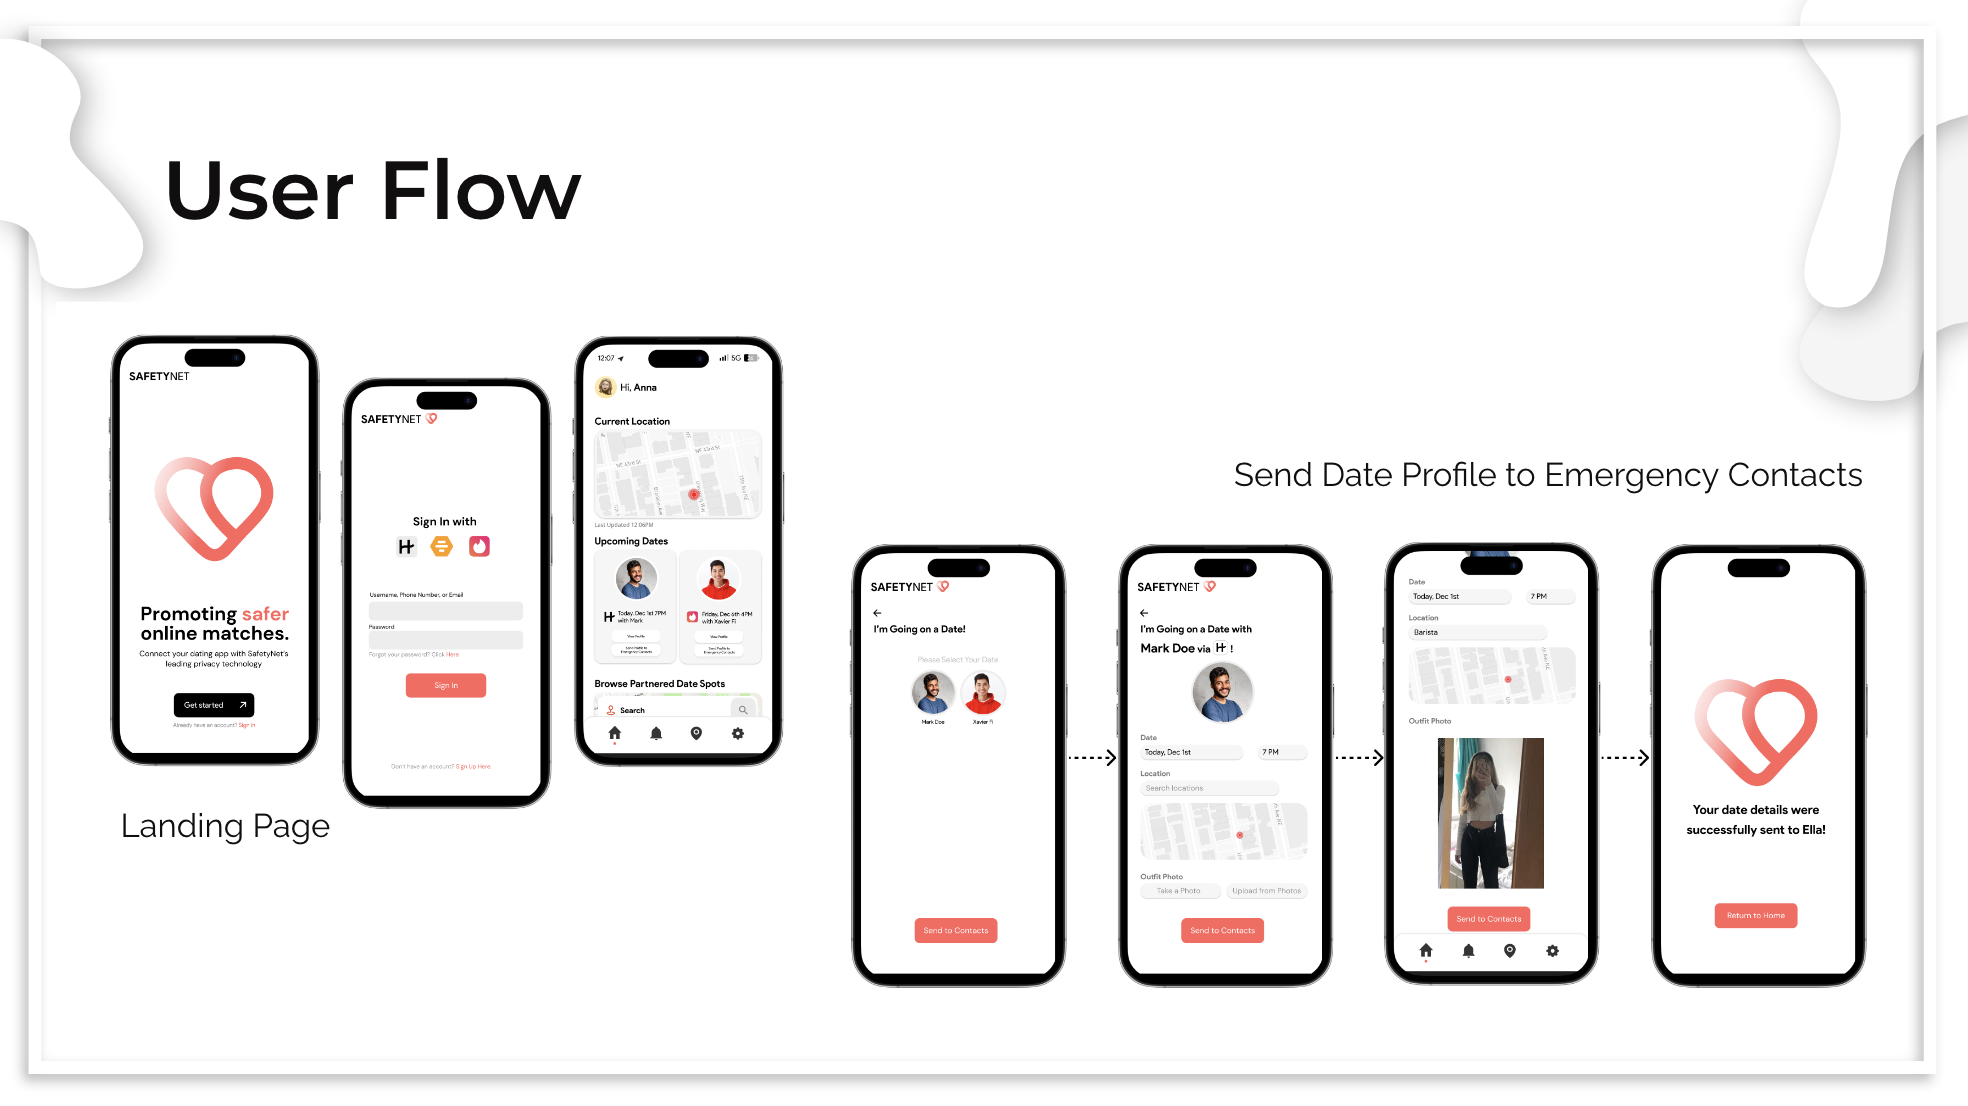 User Flow
SAFETYNET
Promoting safer
online matches.
Connect your dating app with SafetyNet's
leading privacy technology
Get started
Already have an account? Sign in
SAFETYNET
Sign In with
Username, Phone Number, or Email
Password
Forgot your password? Click Here
Sign In
Don't have an account? Sign Up Here.
12:07
5G
Hi, Anna
Current Location
NE 43rd St
NE 43rd St
Last Updated 12:06PM
Upcoming Dates
Today, Dec 1st 7PM
with Mark
View Profile
Send Profile to
Emergency Contacts
Friday, Dec 6th 4PM
with Xavier Fi
View Profile
Send Profile to
Emergency Contacts
Browse Partnered Date Spots
Search
Landing Page
Send Date Profile to Emergency Contacts
SAFETYNET
I'm Going on a Date!
Please Select Your Date
Mark Doe
Xavier Fi
Send to Contacts
SAFETYNET
I'm Going on a Date with
Mark Doe via H !
Date
Today, Dec 1st
7 PM
Location
Search locations
Outfit Photo
Take a Photo
Upload from Photos
Send to Contacts
Date
Today, Dec 1st
7 PM
Location
Barista
Outfit Photo
Send to Contacts
Your date details were
successfully sent to Ella!
Return to Home